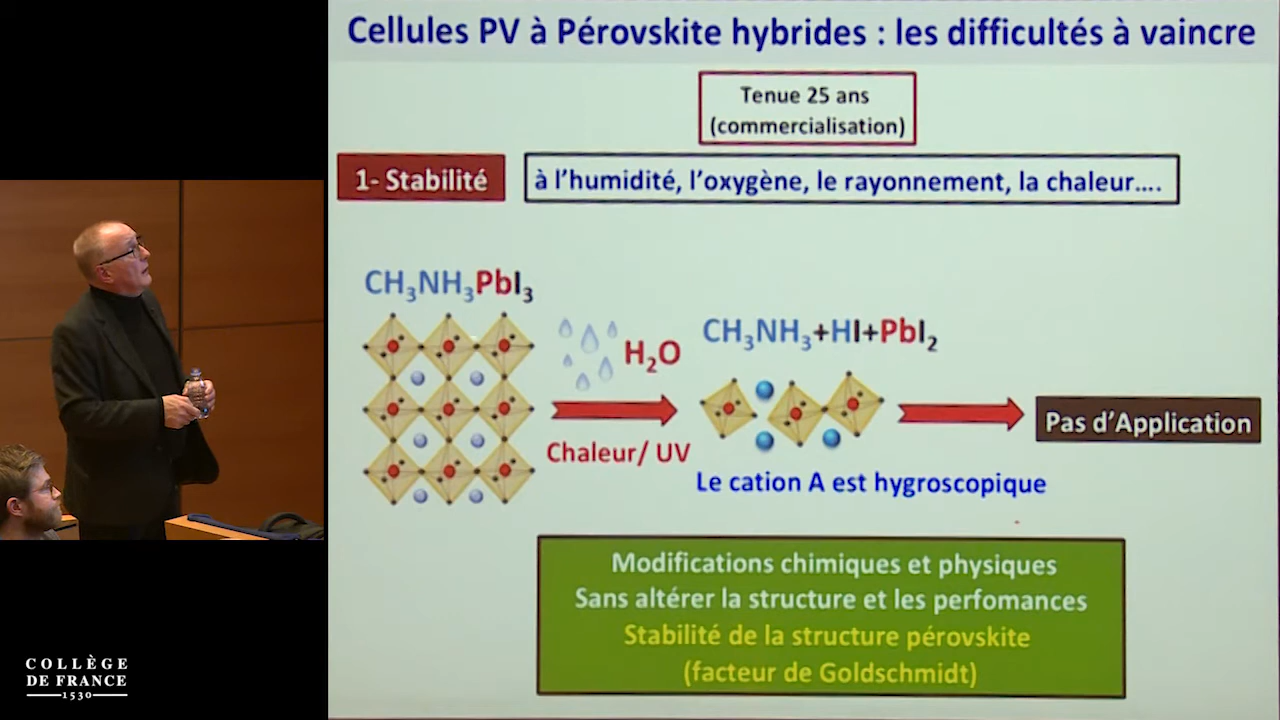 Cellules PV à Pérovskite hybrides : les difficultés à vaincre
Tenue 25 ans
(commercialisation)
1- Stabilité
à l'humidité, l'oxygène, le rayonnement, la chaleur....
CH₃NH₃PbI₃
H₂O
Chaleur/ UV
CH₃NH₃+HI+PbI₂
Le cation A est hygroscopique
Pas d'Application
Modifications chimiques et physiques
Sans altérer la structure et les perfomances
Stabilité de la structure pérovskite
(facteur de Goldschmidt)
COLLÈGE
DE FRANCE
1530